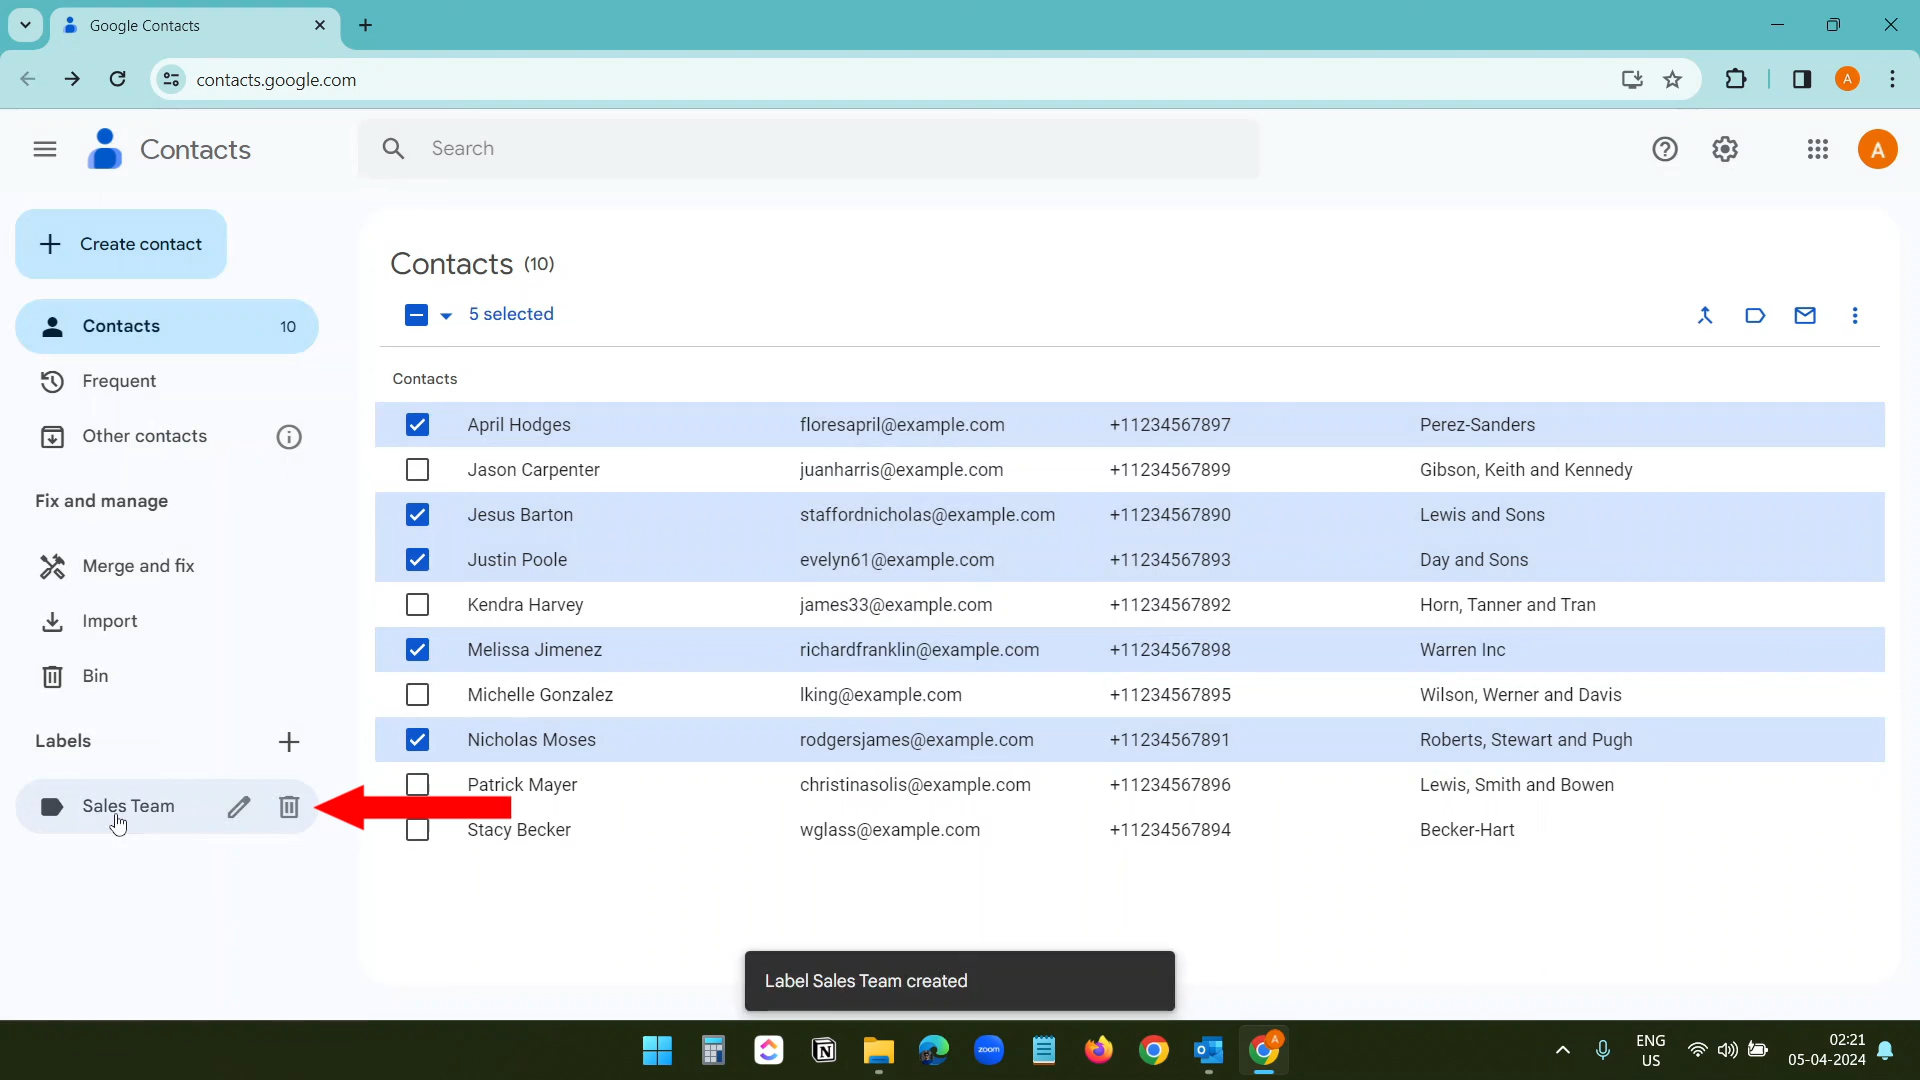 Google Contacts
contacts.google.com
A
Contacts
Search
A
Create contact
Contacts 10
Frequent
Other contacts
Fix and manage
Merge and fix
Import
Bin
Labels
Sales Team
Contacts (10)
5 selected
Contacts
April Hodges floresapril@example.com +11234567897 Perez-Sanders
Jason Carpenter juanharris@example.com +11234567899 Gibson, Keith and Kennedy
Jesus Barton staffordnicholas@example.com +11234567890 Lewis and Sons
Justin Poole evelyn61@example.com +11234567893 Day and Sons
Kendra Harvey james33@example.com +11234567892 Horn, Tanner and Tran
Melissa Jimenez richardfranklin@example.com +11234567898 Warren Inc
Michelle Gonzalez lking@example.com +11234567895 Wilson, Werner and Davis
Nicholas Moses rodgersjames@example.com +11234567891 Roberts, Stewart and Pugh
Patrick Mayer christinasolis@example.com +11234567896 Lewis, Smith and Bowen
Stacy Becker wglass@example.com +11234567894 Becker-Hart
Label Sales Team created
zoom
A
ENG
US
02:21
05-04-2024